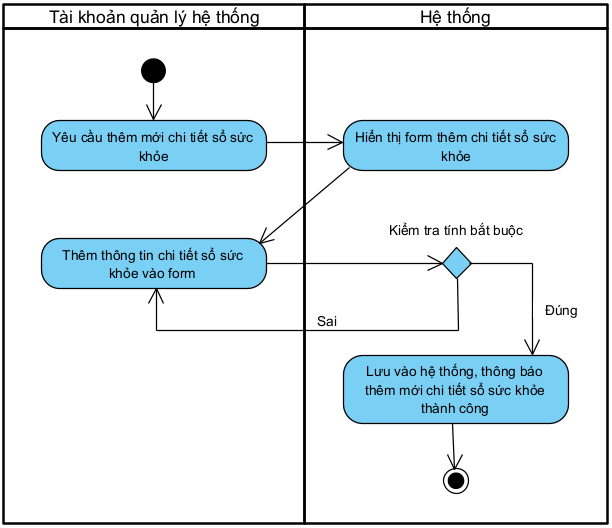 Tài khoản quản lý hệ thống
Hệ thống
Yêu cầu thêm mới chi tiết sổ sức
khỏe
Hiển thị form thêm chi tiết sổ sức
khỏe
Kiểm tra tính bắt buộc
Thêm thông tin chi tiết sổ sức
khỏe vào form
Đúng
Sai
Lưu vào hệ thống, thông báo
thêm mới chi tiết sổ sức khỏe
thành công